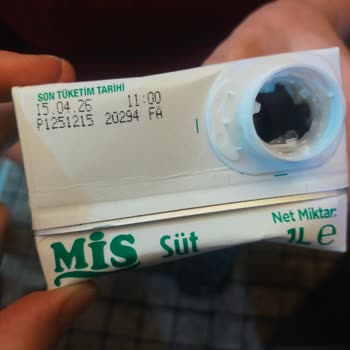 SON TÜKETİM TARİHİ
15.04.26 11:00
P1251215 20294 FA
MİS Süt
Net Miktar:
1L e